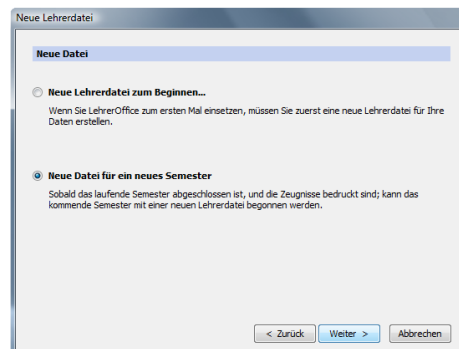 Neue Lehrerdatei
Neue Datei
Neue Lehrerdatei zum Beginnen...
Wenn Sie LehrerOffice zum ersten Mal einsetzen, müssen Sie zuerst eine neue Lehrerdatei für Ihre
Daten erstellen.
Neue Datei für ein neues Semester
Sobald das laufende Semester abgeschlossen ist, und die Zeugnisse bedruckt sind; kann das
kommende Semester mit einer neuen Lehrerdatei begonnen werden.
< Zurück Weiter > Abbrechen